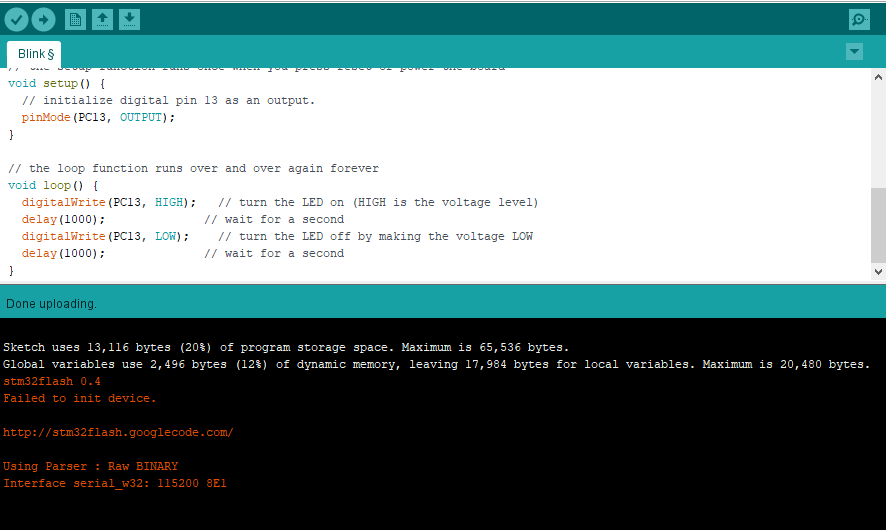 Blink §
// the setup function runs once when you press reset or power the board
void setup() {
// initialize digital pin 13 as an output.
pinMode(PC13, OUTPUT);
}
// the loop function runs over and over again forever
void loop() {
digitalWrite(PC13, HIGH);   // turn the LED on (HIGH is the voltage level)
delay(1000);              // wait for a second
digitalWrite(PC13, LOW);    // turn the LED off by making the voltage LOW
delay(1000);              // wait for a second
}
Done uploading.
Sketch uses 13,116 bytes (20%) of program storage space. Maximum is 65,536 bytes.
Global variables use 2,496 bytes (12%) of dynamic memory, leaving 17,984 bytes for local variables. Maximum is 20,480 bytes.
stm32flash 0.4
Failed to init device.
http://stm32flash.googlecode.com/
Using Parser : Raw BINARY
Interface serial_w32: 115200 8E1